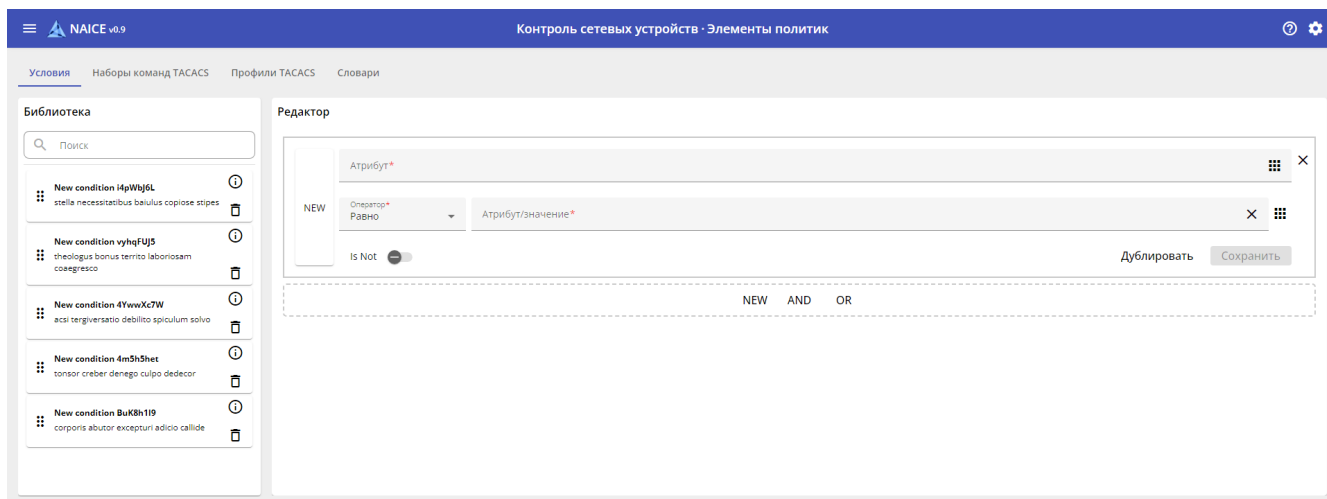 NAICE v0.9
Контроль сетевых устройств · Элементы политик
Условия Наборы команд TACACS Профили TACACS Словари
Библиотека
Поиск
New condition i4pWbJ6L
stella necessitatibus baiulus copiose stipes
New condition vyhqFUJ5
theologus bonus territo laboriosam
coaegresco
New condition 4YwwXc7W
acsi tergiversatio debilito spiculum solvo
New condition 4m5h5het
tonsor creber denego culpo dedecor
New condition BuK8h1I9
corporis abutor excepturi adicio callide
Редактор
NEW
Атрибут*
Оператор*
Равно
Атрибут/значение*
Is Not
Дублировать Сохранить
NEW AND OR